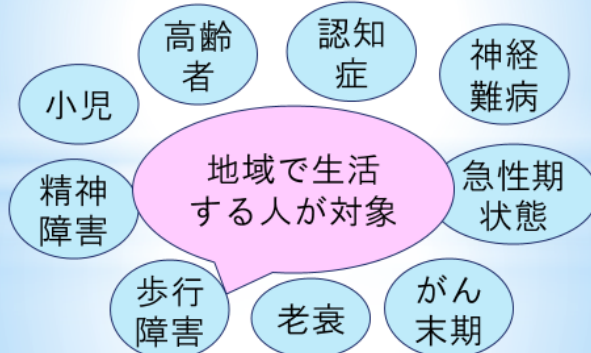 高齢
者
認知
症
神経
難病
小児
地域で生活
する人が対象
精神
障害
急性期
状態
歩行
障害
老衰
がん
末期